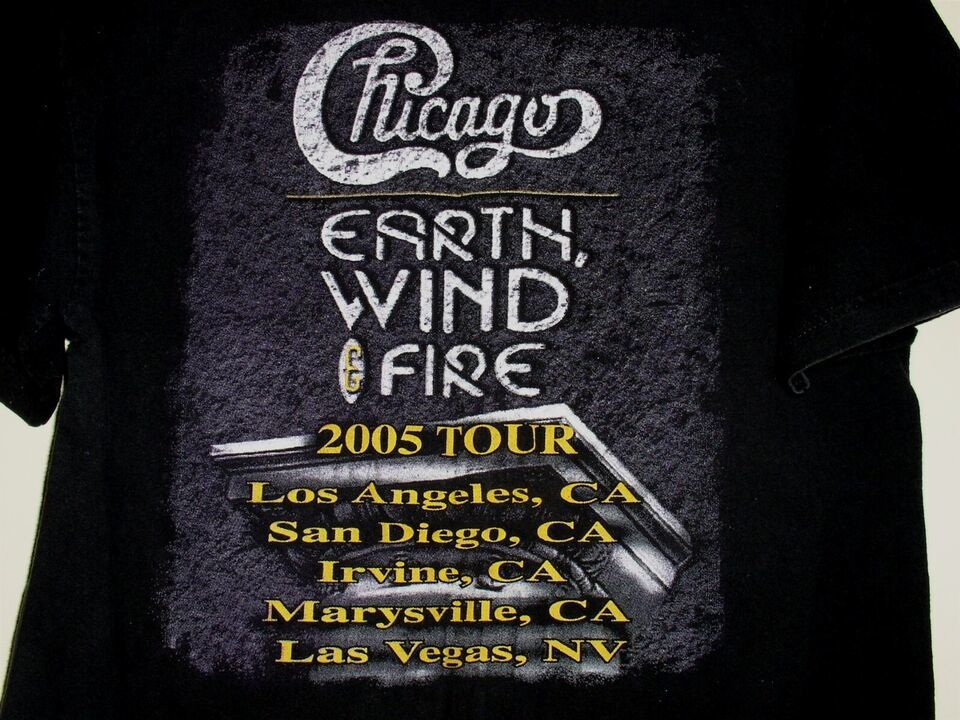 Chicago
EARTH,
WIND
& FIRE
2005 TOUR
Los Angeles, CA
San Diego, CA
Irvine, CA
Marysville, CA
Las Vegas, NV